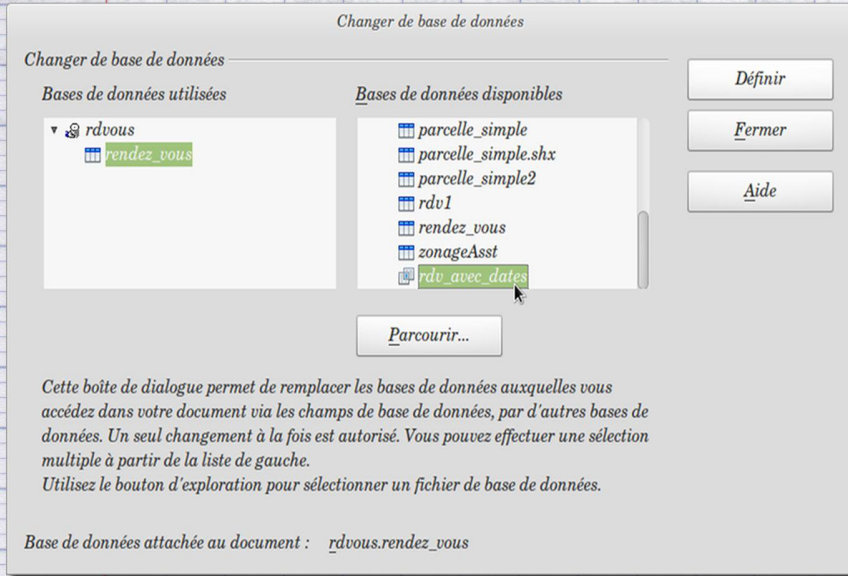 Changer de base de données
Changer de base de données
Bases de données utilisées
rdvous
rendez_vous
Bases de données disponibles
parcelle_simple
parcelle_simple.shx
parcelle_simple2
rdv1
rendez_vous
zonageAsst
rdv_avec_dates
Définir
Fermer
Aide
Parcourir...
Cette boîte de dialogue permet de remplacer les bases de données auxquelles vous
accédez dans votre document via les champs de base de données, par d'autres bases de
données. Un seul changement à la fois est autorisé. Vous pouvez effectuer une sélection
multiple à partir de la liste de gauche.
Utilisez le bouton d'exploration pour sélectionner un fichier de base de données.
Base de données attachée au document : rdvous.rendez_vous